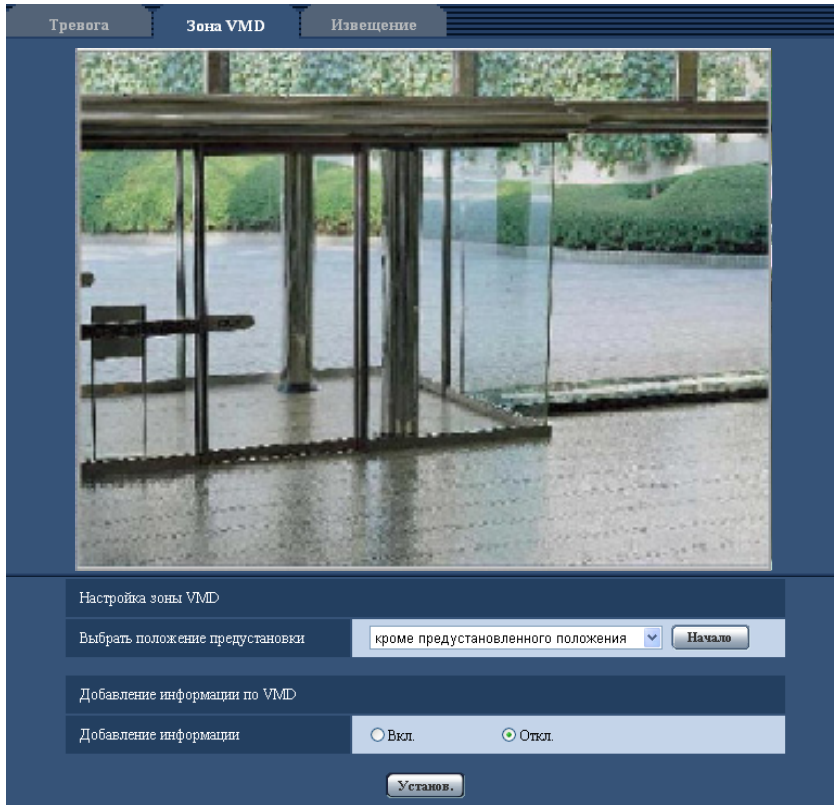 Тревога
Зона VMD
Извещение
Настройка зоны VMD
Выбрать положение предустановки
кроме предустановленного положения
Начало
Добавление информации по VMD
Добавление информации
Вкл.
Откл.
Установ.